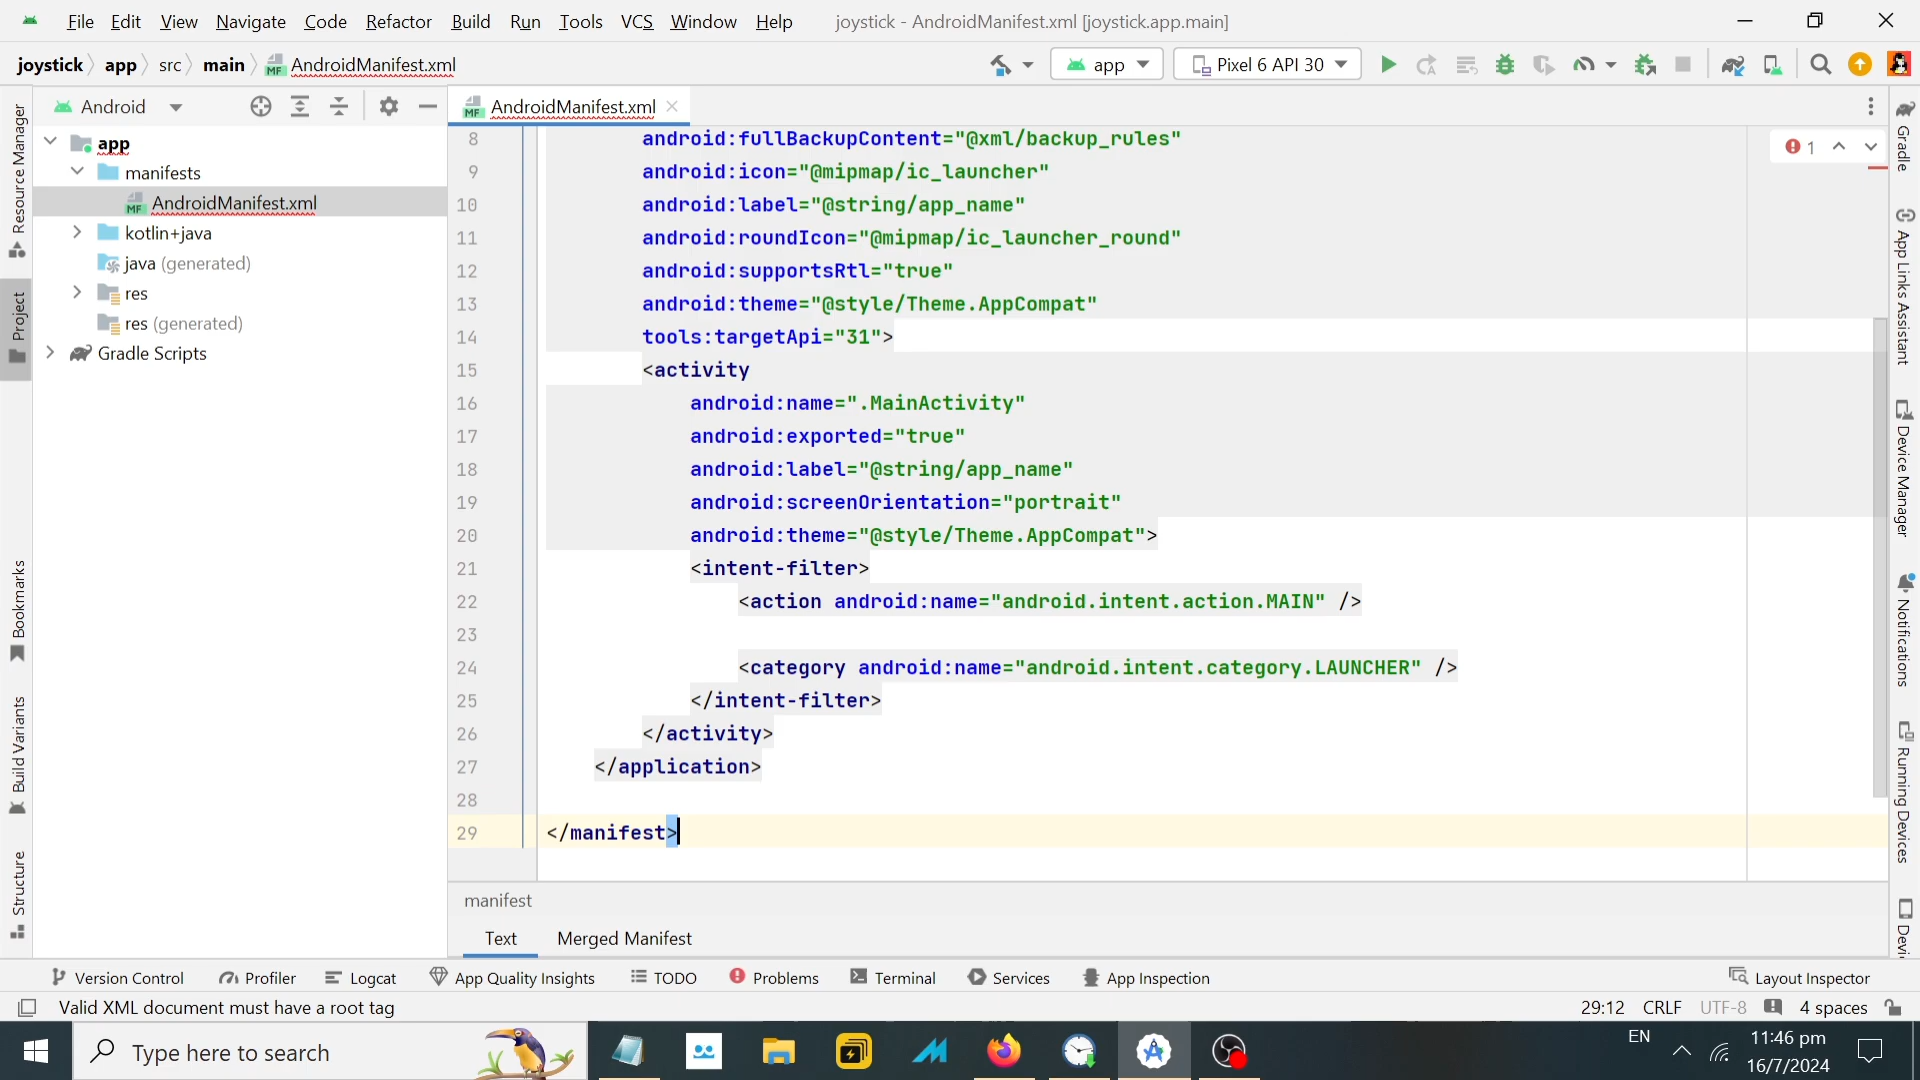 File Edit View Navigate Code Refactor Build Run Tools VCS Window Help joystick - AndroidManifest.xml [joystick.app.main]
joystick app src main MF AndroidManifest.xml app Pixel 6 API 30
Android
MF AndroidManifest.xml
Resource Manager
Project
Bookmarks
Build Variants
Structure
app
manifests
MF AndroidManifest.xml
kotlin+java
java (generated)
res
res (generated)
Gradle Scripts
8 android:fullBackupContent="@xml/backup_rules"
9 android:icon="@mipmap/ic_launcher"
10 android:label="@string/app_name"
11 android:roundIcon="@mipmap/ic_launcher_round"
12 android:supportsRtl="true"
13 android:theme="@style/Theme.AppCompat"
14 tools:targetApi="31">
15 <activity
16 android:name=".MainActivity"
17 android:exported="true"
18 android:label="@string/app_name"
19 android:screenOrientation="portrait"
20 android:theme="@style/Theme.AppCompat">
21 <intent-filter>
22 <action android:name="android.intent.action.MAIN" />
23
24 <category android:name="android.intent.category.LAUNCHER" />
25 </intent-filter>
26 </activity>
27 </application>
28
29 </manifest>
1
Gradle
App Links Assistant
Device Manager
Notifications
Running Devices
Devi
manifest
Text Merged Manifest
Version Control Profiler Logcat App Quality Insights TODO Problems Terminal Services App Inspection Layout Inspector
Valid XML document must have a root tag 29:12 CRLF UTF-8 4 spaces
Type here to search EN 11:46 pm
16/7/2024